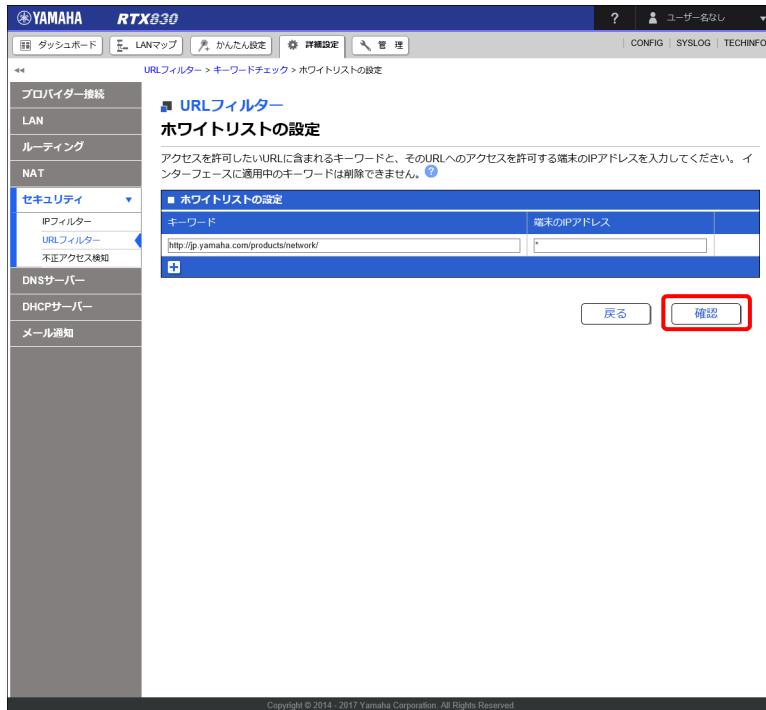 YAMAHA RTX830 ? ユーザー名なし
ダッシュボード LANマップ かんたん設定 詳細設定 管理 CONFIG SYSLOG TECHINFO
URLフィルター > キーワードチェック > ホワイトリストの設定
プロバイダー接続
LAN
ルーティング
NAT
セキュリティ
IPフィルター
URLフィルター
不正アクセス検知
DNSサーバー
DHCPサーバー
メール通知
URLフィルター
ホワイトリストの設定
アクセスを許可したいURLに含まれるキーワードと、そのURLへのアクセスを許可する端末のIPアドレスを入力してください。 イ
ンターフェースに適用中のキーワードは削除できません。?
■ ホワイトリストの設定
キーワード 端末のIPアドレス
http://jp.yamaha.com/products/network/ *
戻る 確認
Copyright © 2014 - 2017 Yamaha Corporation. All Rights Reserved.